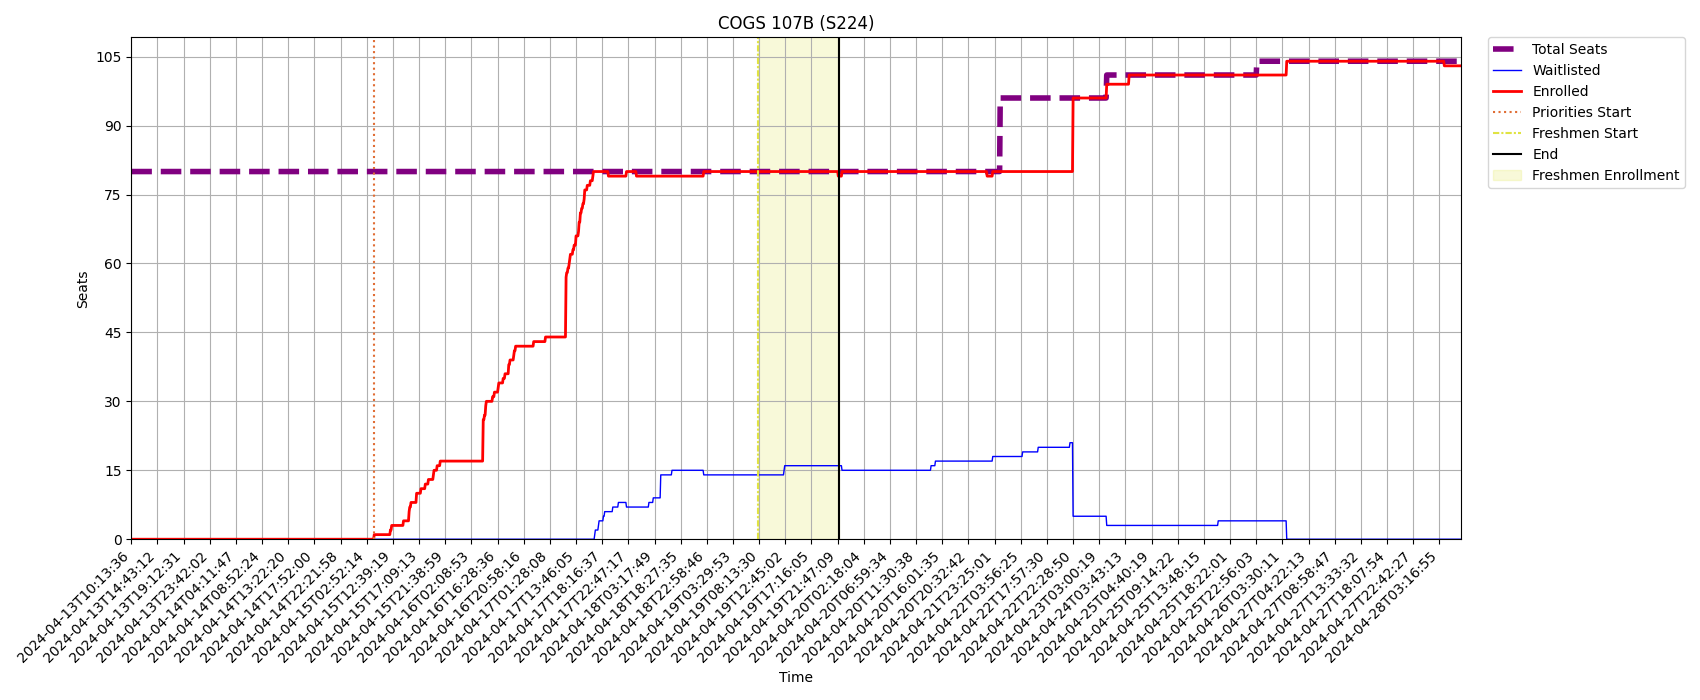 COGS 107B (S224)
Total Seats
Waitlisted
Enrolled
Priorities Start
Freshmen Start
End
Freshmen Enrollment
Seats
105
90
75
60
45
30
15
0
2024-04-13T10:13:36
2024-04-13T14:43:12
2024-04-13T19:12:31
2024-04-13T23:42:02
2024-04-14T04:11:47
2024-04-14T08:52:24
2024-04-14T13:22:20
2024-04-14T17:52:00
2024-04-14T22:21:58
2024-04-15T02:52:14
2024-04-15T12:39:19
2024-04-15T17:09:13
2024-04-15T21:38:59
2024-04-16T02:08:53
2024-04-16T16:28:36
2024-04-16T20:58:16
2024-04-17T01:28:08
2024-04-17T13:46:05
2024-04-17T18:16:37
2024-04-17T22:47:17
2024-04-18T03:17:49
2024-04-18T18:27:35
2024-04-18T22:58:46
2024-04-19T03:29:53
2024-04-19T08:13:30
2024-04-19T12:45:02
2024-04-19T17:16:05
2024-04-19T21:47:09
2024-04-20T02:18:04
2024-04-20T06:59:34
2024-04-20T11:30:38
2024-04-20T16:01:35
2024-04-20T20:32:42
2024-04-21T23:25:01
2024-04-22T03:56:25
2024-04-22T17:57:30
2024-04-22T22:28:50
2024-04-23T03:00:19
2024-04-24T03:43:13
2024-04-25T04:40:19
2024-04-25T09:14:22
2024-04-25T13:48:15
2024-04-25T18:22:01
2024-04-25T22:56:03
2024-04-26T03:30:11
2024-04-27T04:22:13
2024-04-27T08:58:47
2024-04-27T13:33:32
2024-04-27T18:07:54
2024-04-27T22:42:27
2024-04-28T03:16:55
Time